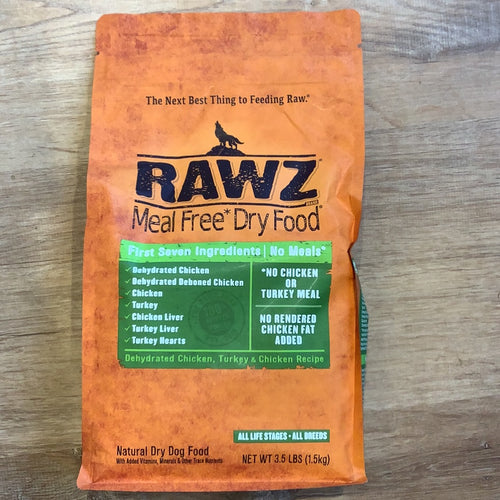 The Next Best Thing to Feeding Raw.®
RAWZ
BRAND
Meal Free* Dry Food®
First Seven Ingredients | No Meals*
✓ Dehydrated Chicken
✓ Dehydrated Deboned Chicken
✓ Chicken
✓ Turkey
✓ Chicken Liver
✓ Turkey Liver
✓ Turkey Hearts
*NO CHICKEN
OR
TURKEY MEAL
NO RENDERED
CHICKEN FAT
ADDED
Dehydrated Chicken, Turkey & Chicken Recipe
ALL LIFE STAGES • ALL BREEDS
Natural Dry Dog Food
With Added Vitamins, Minerals & Other Trace Nutrients
NET WT 3.5 LBS (1.5kg)